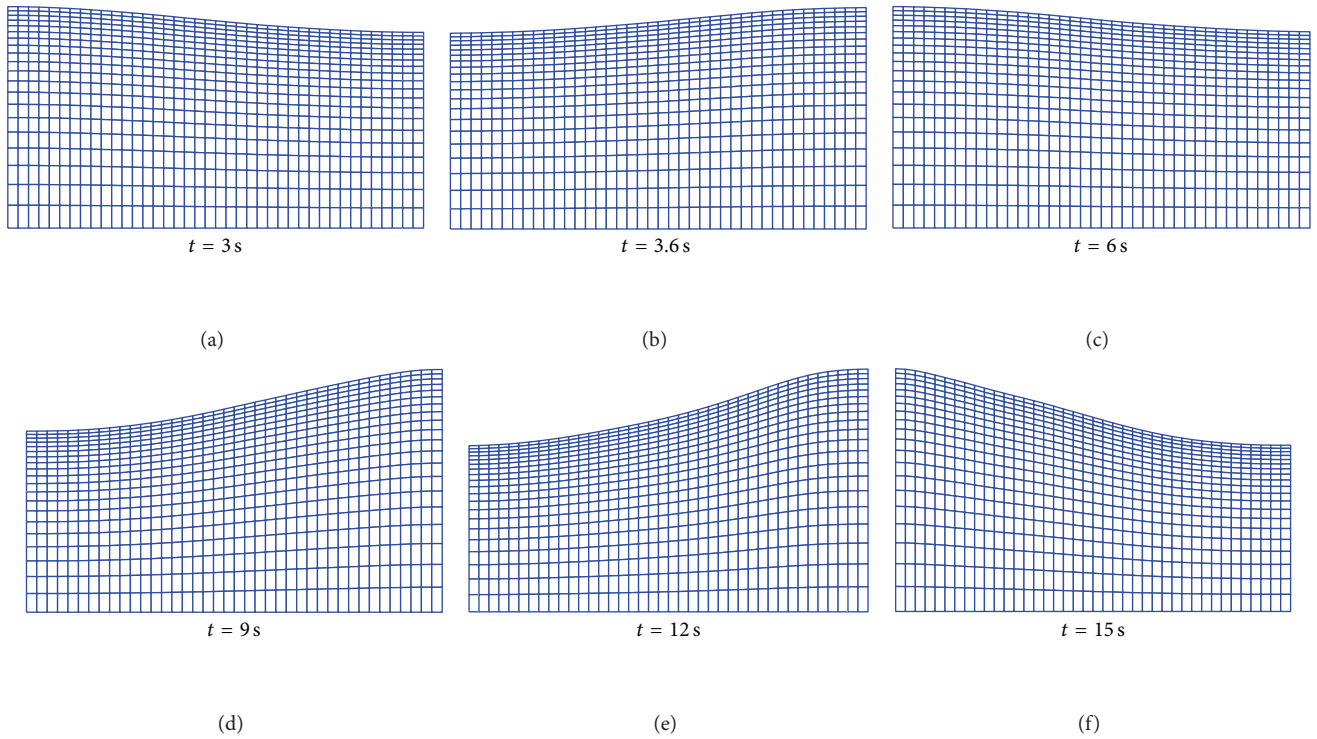 t = 3 s
t = 3.6 s
t = 6 s
(a)
(b)
(c)
t = 9 s
t = 12 s
t = 15 s
(d)
(e)
(f)